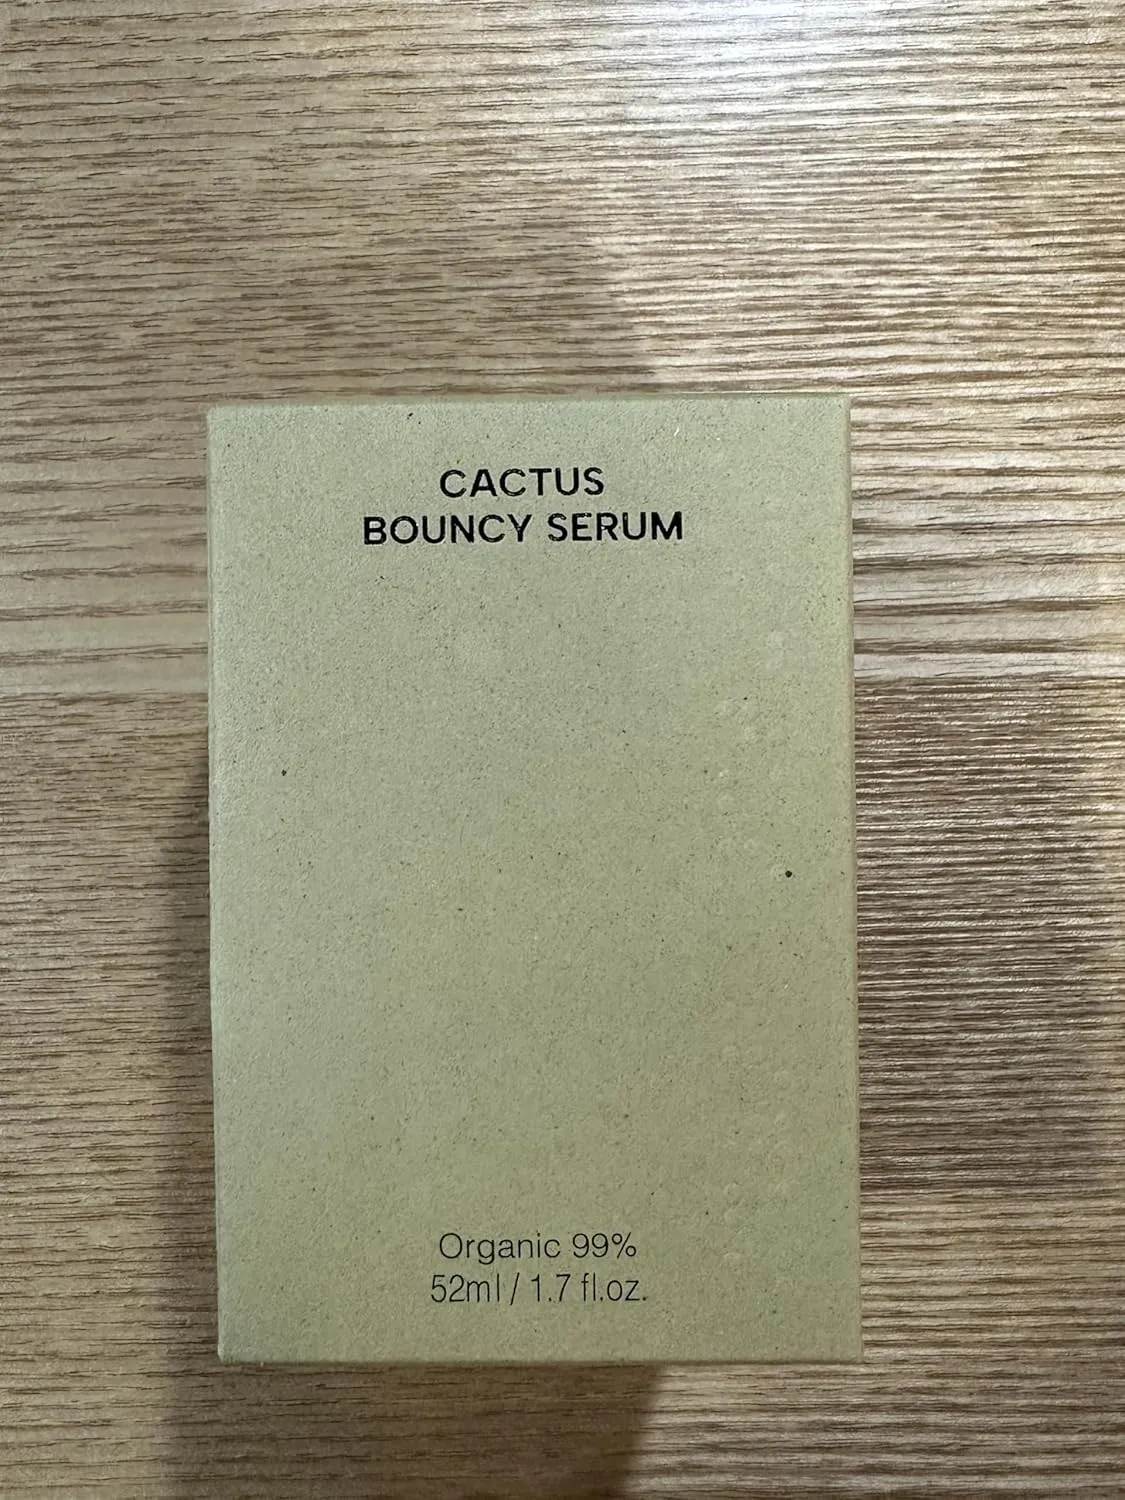 CACTUS
BOUNCY SERUM
Organic 99%
52ml / 1.7 fl.oz.